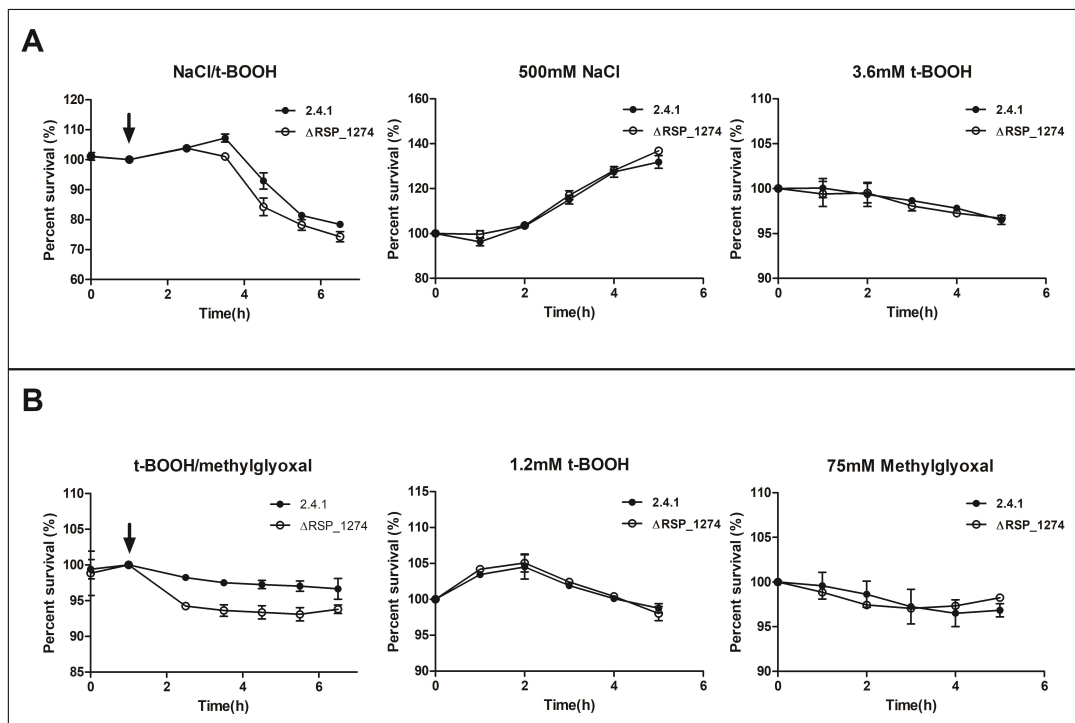 A
NaCl/t-BOOH
Percent survival (%)
120
110
100
90
80
70
60
0
2
4
6
Time(h)
2.4.1
ΔRSP_1274
500mM NaCl
Percent survival (%)
160
140
120
100
80
0
2
4
6
Time(h)
2.4.1
ΔRSP_1274
3.6mM t-BOOH
Percent survival (%)
110
105
100
95
90
0
2
4
6
Time(h)
2.4.1
ΔRSP_1274
B
t-BOOH/methylglyoxal
Percent survival (%)
110
105
100
95
90
85
0
2
4
6
Time(h)
2.4.1
ΔRSP_1274
1.2mM t-BOOH
Percent survival (%)
115
110
105
100
95
90
0
2
4
6
Time(h)
2.4.1
ΔRSP_1274
75mM Methylglyoxal
Percent survival (%)
110
105
100
95
90
0
2
4
6
Time(h)
2.4.1
ΔRSP_1274